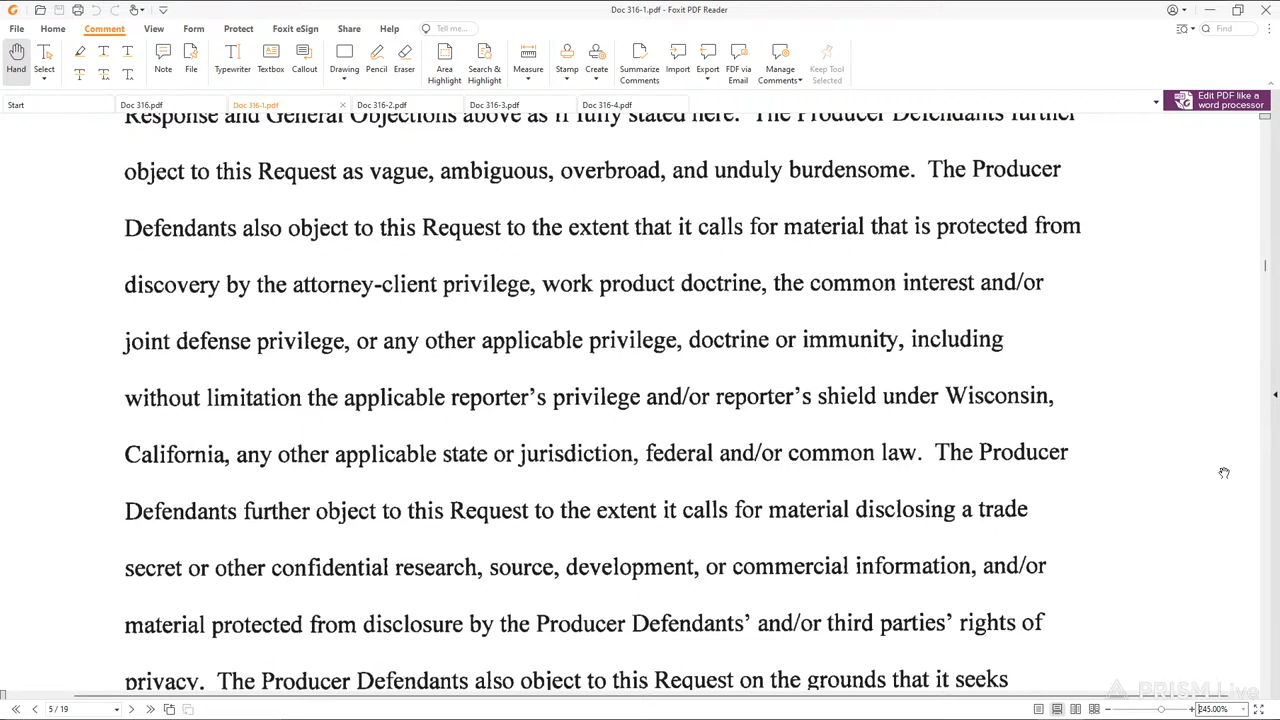 Doc 316-1.pdf - Foxit PDF Reader
File Home Comment View Form Protect Foxit eSign Share Help Tell me... Find
Hand Select Note File Typewriter Textbox Callout Drawing Pencil Eraser Area Highlight Search & Highlight Measure Stamp Create Summarize Comments Import Export FDF via Email Manage Comments Keep Tool Selected
Start Doc 316.pdf Doc 316-1.pdf Doc 316-2.pdf Doc 316-3.pdf Doc 316-4.pdf Edit PDF like a word processor
Response and General Objections above as if fully stated here. The Producer Defendants further
object to this Request as vague, ambiguous, overbroad, and unduly burdensome. The Producer
Defendants also object to this Request to the extent that it calls for material that is protected from
discovery by the attorney-client privilege, work product doctrine, the common interest and/or
joint defense privilege, or any other applicable privilege, doctrine or immunity, including
without limitation the applicable reporter's privilege and/or reporter's shield under Wisconsin,
California, any other applicable state or jurisdiction, federal and/or common law. The Producer
Defendants further object to this Request to the extent it calls for material disclosing a trade
secret or other confidential research, source, development, or commercial information, and/or
material protected from disclosure by the Producer Defendants' and/or third parties' rights of
privacy. The Producer Defendants also object to this Request on the grounds that it seeks
PRISM Live
5 / 19 245.00%